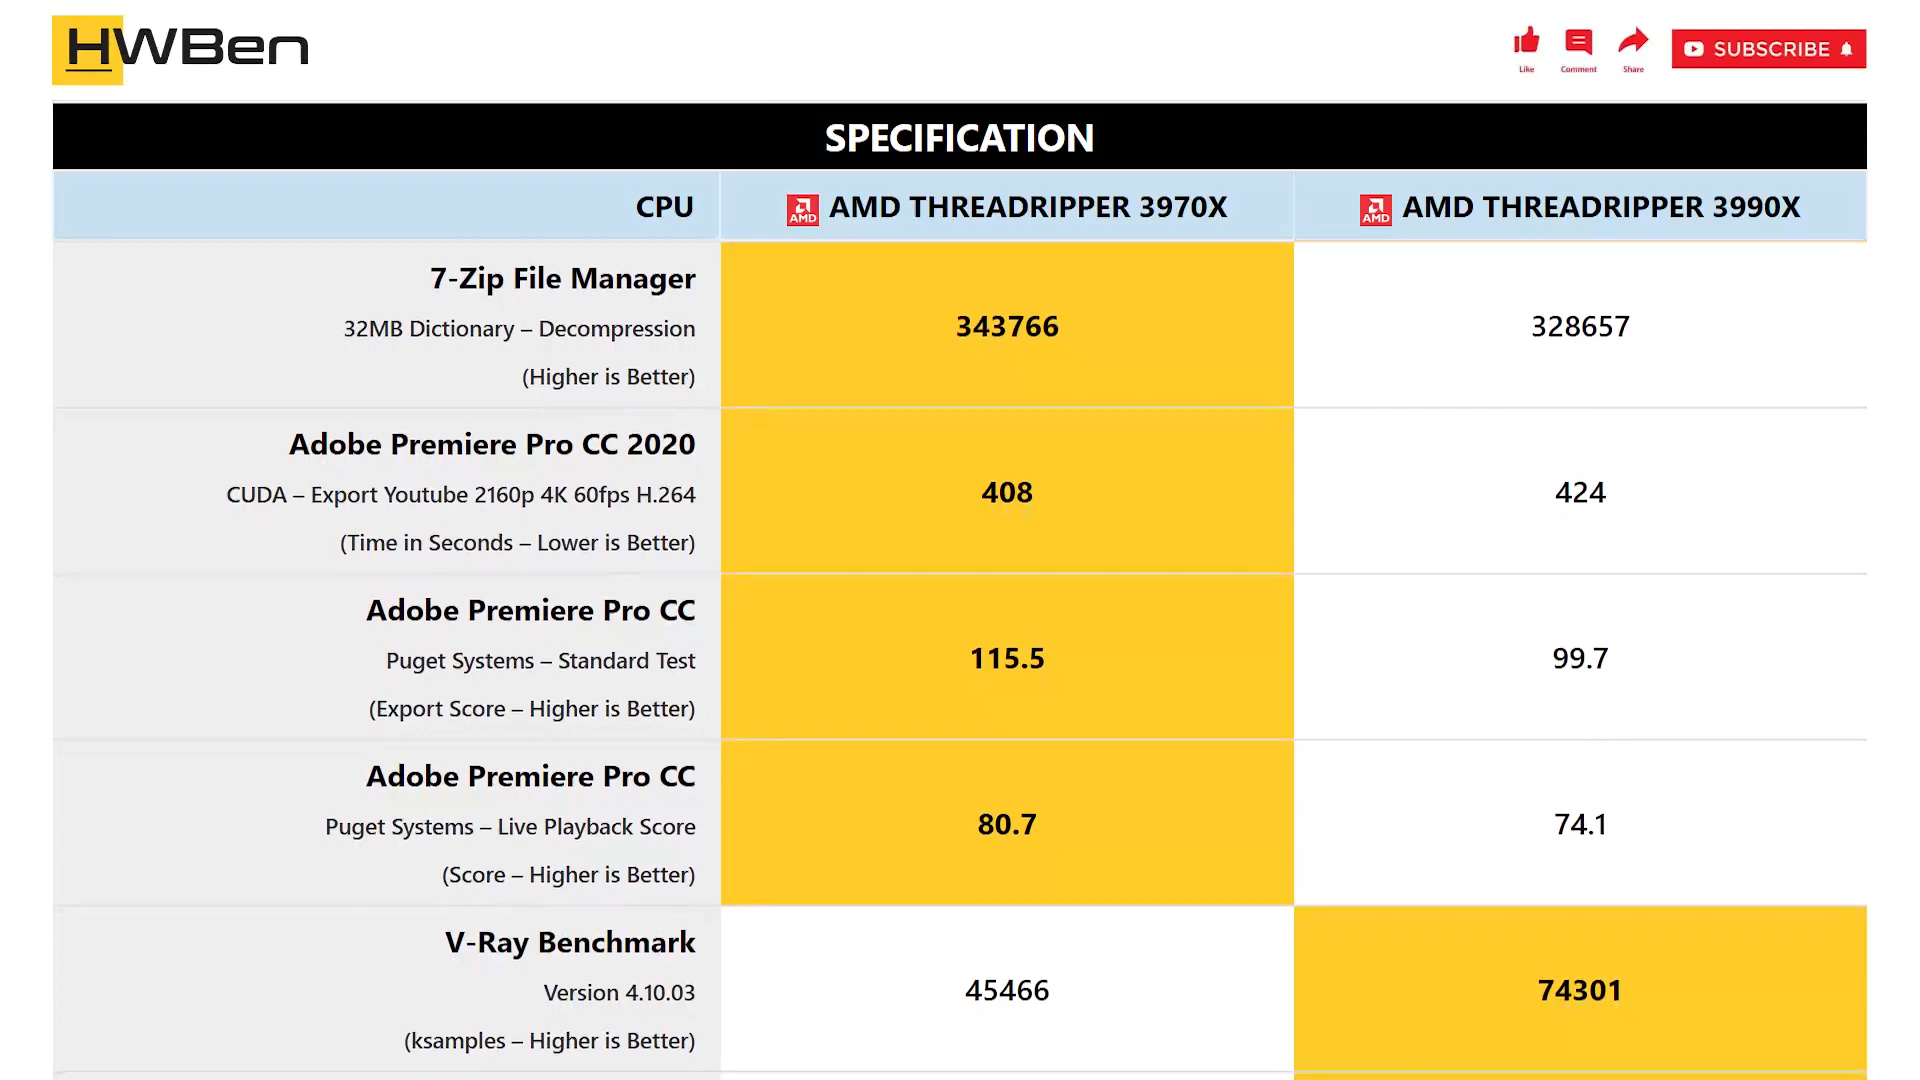 HWBen
Like
Comment
Share
SUBSCRIBE
SPECIFICATION
CPU
AMD
AMD THREADRIPPER 3970X
AMD
AMD THREADRIPPER 3990X
7-Zip File Manager
32MB Dictionary – Decompression
(Higher is Better)
343766
328657
Adobe Premiere Pro CC 2020
CUDA – Export Youtube 2160p 4K 60fps H.264
(Time in Seconds – Lower is Better)
408
424
Adobe Premiere Pro CC
Puget Systems – Standard Test
(Export Score – Higher is Better)
115.5
99.7
Adobe Premiere Pro CC
Puget Systems – Live Playback Score
(Score – Higher is Better)
80.7
74.1
V-Ray Benchmark
Version 4.10.03
(ksamples – Higher is Better)
45466
74301